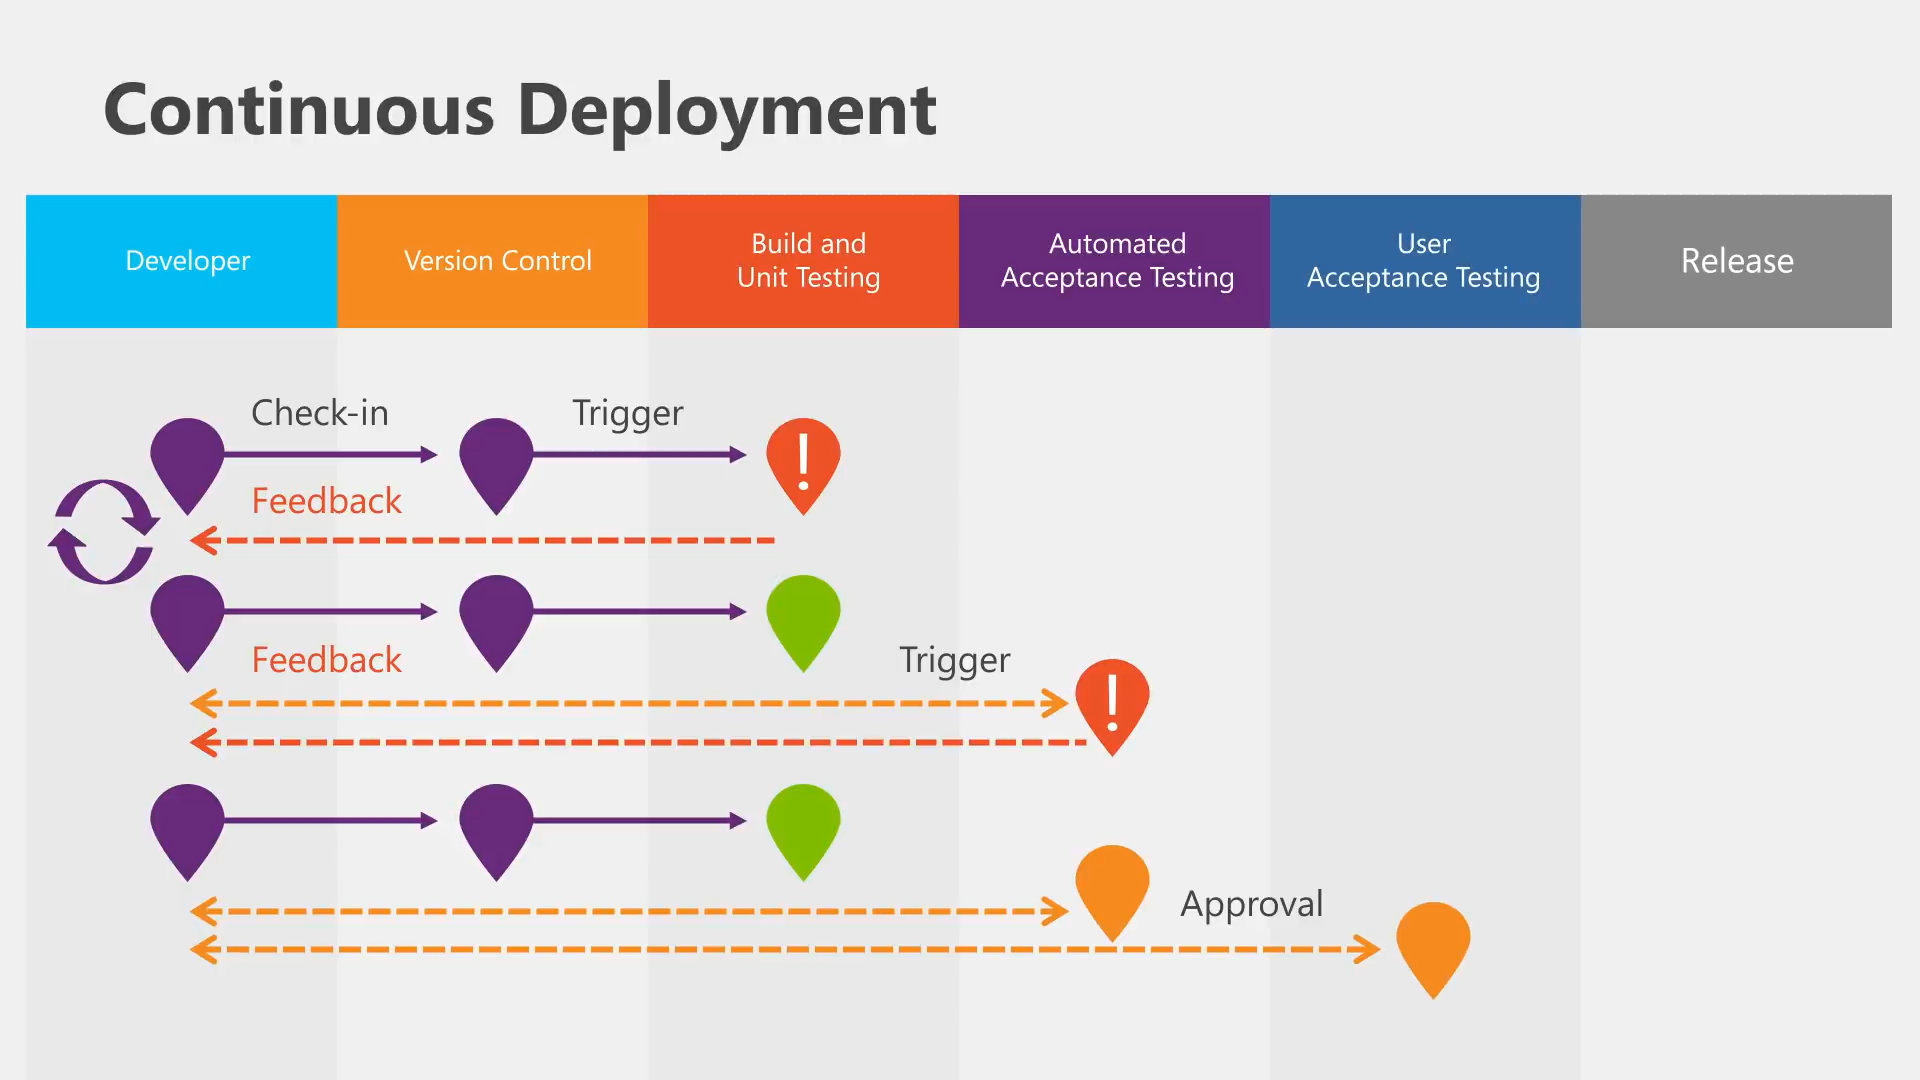 Continuous Deployment
Developer
Version Control
Build and
Unit Testing
Automated
Acceptance Testing
User
Acceptance Testing
Release
Check-in
Trigger
!
Feedback
Feedback
Trigger
!
Approval